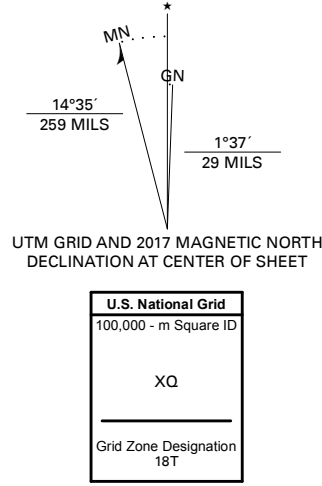 ★
MN
GN
14°35´
259 MILS
1°37´
29 MILS
UTM GRID AND 2017 MAGNETIC NORTH
DECLINATION AT CENTER OF SHEET
U.S. National Grid
100,000 - m Square ID
XQ
Grid Zone Designation
18T